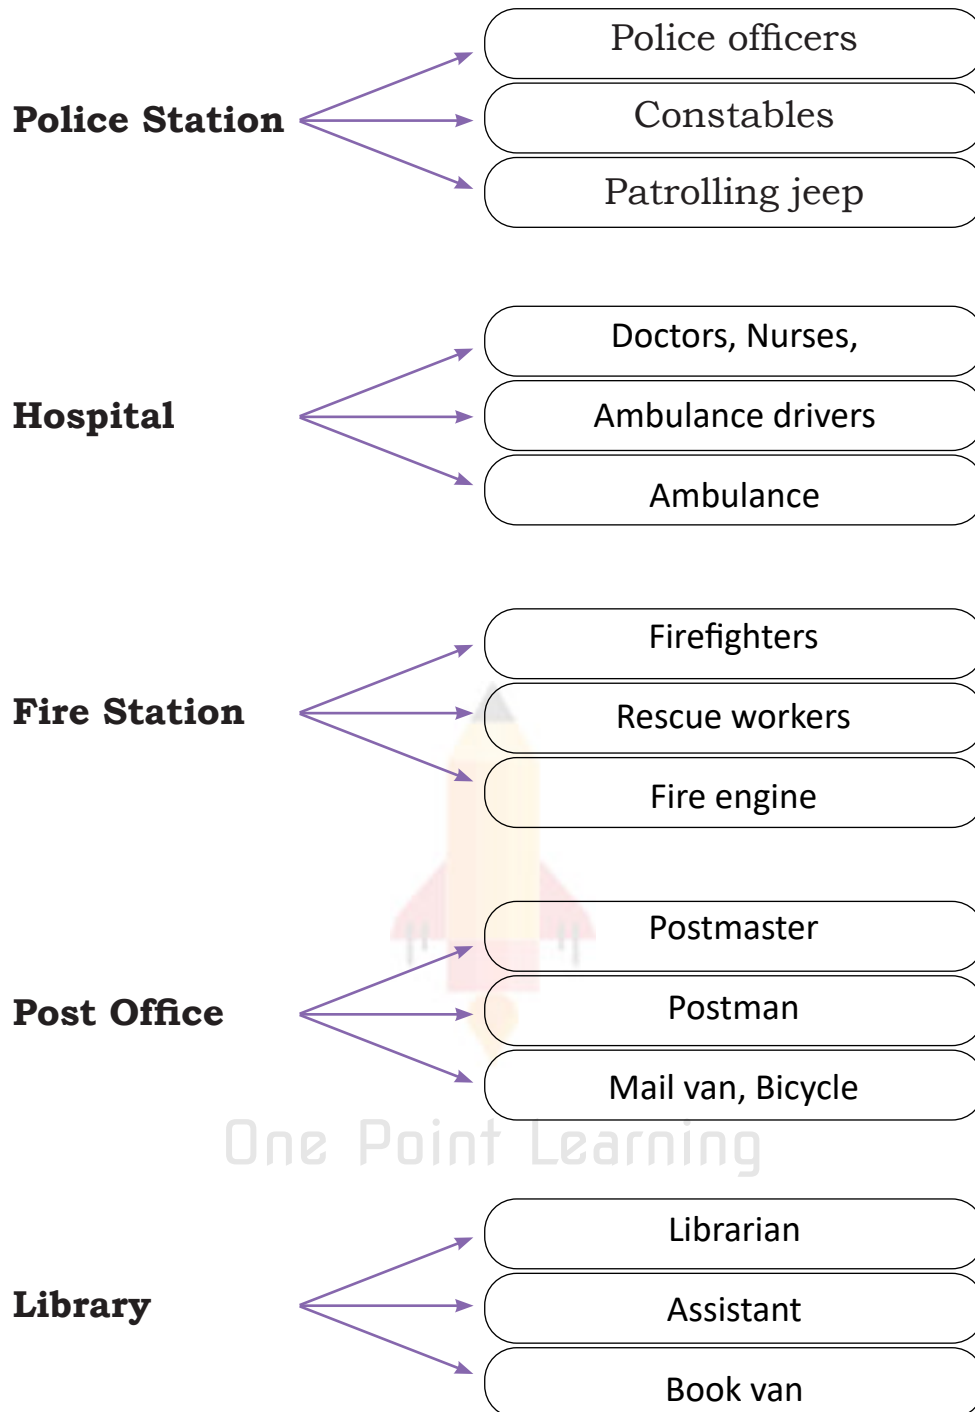 Police officers
Police Station
Constables
Patrolling jeep
Doctors, Nurses,
Hospital
Ambulance drivers
Ambulance
Firefighters
Fire Station
Rescue workers
Fire engine
Postmaster
Post Office
Postman
Mail van, Bicycle
One Point Learning
Librarian
Library
Assistant
Book van